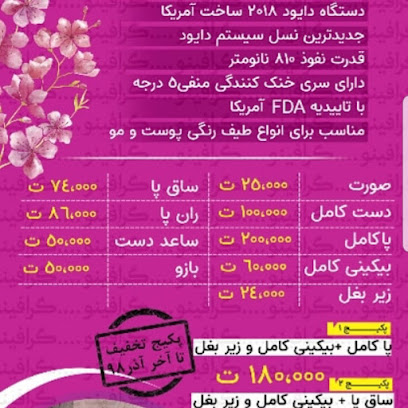 دستگاه دایود ۲۰۱۸ ساخت آمریکا
جدیدترین نسل سیستم دایود
قدرت نفوذ ۸۱۰ نانومتر
دارای سری خنک کنندگی منفی۵ درجه
با تاییدیه FDA آمریکا
مناسب برای انواع طیف رنگی پوست و مو
صورت ۲۵،۰۰۰ ت ساق پا ۷۴،۰۰۰ ت
دست کامل ۱۰۰،۰۰۰ ت ران پا ۸۶،۰۰۰ ت
پاکامل ۲۰۰،۰۰۰ ت ساعد دست ۵۰،۰۰۰ ت
بیکینی کامل ۶۰،۰۰۰ ت بازو ۵۰،۰۰۰ ت
زیر بغل ۲۴،۰۰۰ ت
پکیج تخفیف
تا آخر آذر ۹۸
پکیج ۱
پا کامل +بیکینی کامل و زیر بغل
۱۸۰،۰۰۰ ت
پکیج ۲
ساق پا + بیکینی کامل و زیر بغل